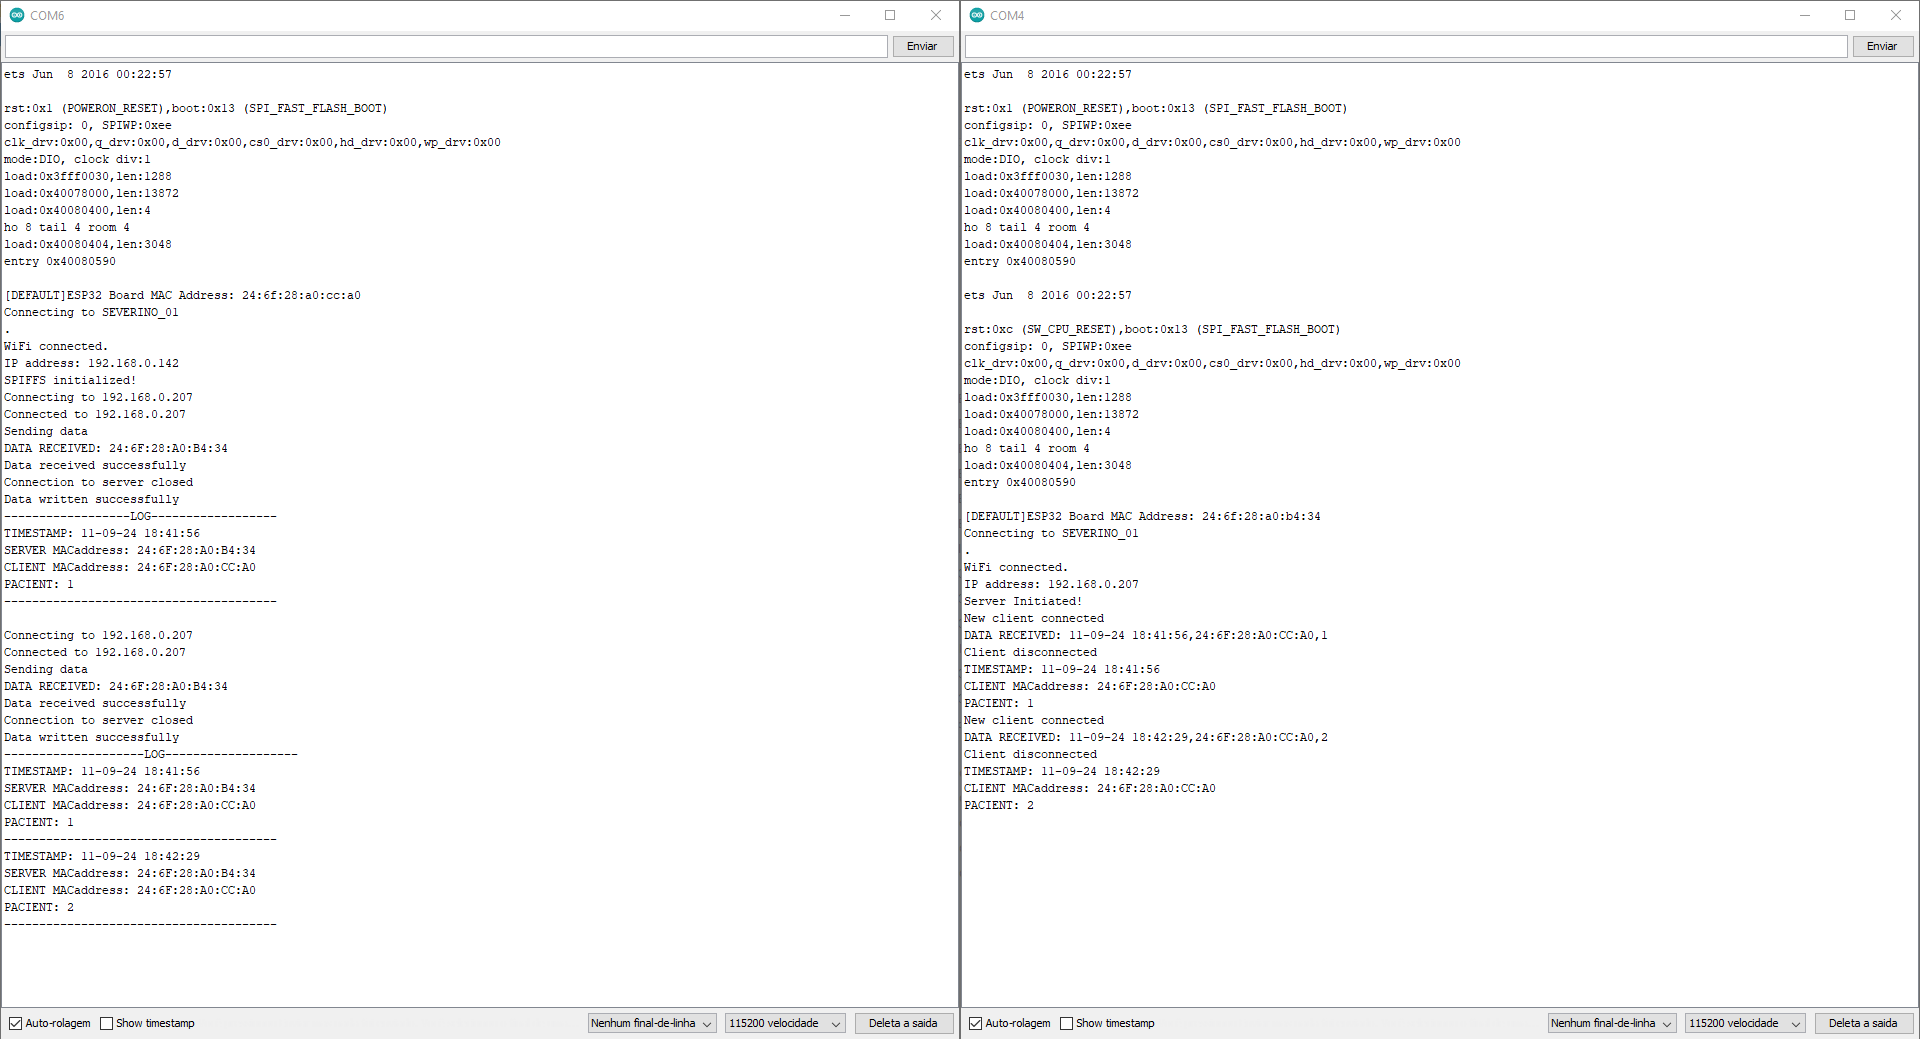 COM6
Enviar
ets Jun  8 2016 00:22:57
rst:0x1 (POWERON_RESET),boot:0x13 (SPI_FAST_FLASH_BOOT)
configsip: 0, SPIWP:0xee
clk_drv:0x00,q_drv:0x00,d_drv:0x00,cs0_drv:0x00,hd_drv:0x00,wp_drv:0x00
mode:DIO, clock div:1
load:0x3fff0030,len:1288
load:0x40078000,len:13872
load:0x40080400,len:4
ho 8 tail 4 room 4
load:0x40080404,len:3048
entry 0x40080590
[DEFAULT]ESP32 Board MAC Address: 24:6f:28:a0:cc:a0
Connecting to SEVERINO_01
.
WiFi connected.
IP address: 192.168.0.142
SPIFFS initialized!
Connecting to 192.168.0.207
Connected to 192.168.0.207
Sending data
DATA RECEIVED: 24:6F:28:A0:B4:34
Data received successfully
Connection to server closed
Data written successfully
------------------LOG------------------
TIMESTAMP: 11-09-24 18:41:56
SERVER MACaddress: 24:6F:28:A0:B4:34
CLIENT MACaddress: 24:6F:28:A0:CC:A0
PACIENT: 1
---------------------------------------
Connecting to 192.168.0.207
Connected to 192.168.0.207
Sending data
DATA RECEIVED: 24:6F:28:A0:B4:34
Data received successfully
Connection to server closed
Data written successfully
--------------------LOG-------------------
TIMESTAMP: 11-09-24 18:41:56
SERVER MACaddress: 24:6F:28:A0:B4:34
CLIENT MACaddress: 24:6F:28:A0:CC:A0
PACIENT: 1
---------------------------------------
TIMESTAMP: 11-09-24 18:42:29
SERVER MACaddress: 24:6F:28:A0:B4:34
CLIENT MACaddress: 24:6F:28:A0:CC:A0
PACIENT: 2
---------------------------------------
Auto-rolagem
Show timestamp
Nenhum final-de-linha
115200 velocidade
Deleta a saida
COM4
Enviar
ets Jun  8 2016 00:22:57
rst:0x1 (POWERON_RESET),boot:0x13 (SPI_FAST_FLASH_BOOT)
configsip: 0, SPIWP:0xee
clk_drv:0x00,q_drv:0x00,d_drv:0x00,cs0_drv:0x00,hd_drv:0x00,wp_drv:0x00
mode:DIO, clock div:1
load:0x3fff0030,len:1288
load:0x40078000,len:13872
load:0x40080400,len:4
ho 8 tail 4 room 4
load:0x40080404,len:3048
entry 0x40080590
ets Jun  8 2016 00:22:57
rst:0xc (SW_CPU_RESET),boot:0x13 (SPI_FAST_FLASH_BOOT)
configsip: 0, SPIWP:0xee
clk_drv:0x00,q_drv:0x00,d_drv:0x00,cs0_drv:0x00,hd_drv:0x00,wp_drv:0x00
mode:DIO, clock div:1
load:0x3fff0030,len:1288
load:0x40078000,len:13872
load:0x40080400,len:4
ho 8 tail 4 room 4
load:0x40080404,len:3048
entry 0x40080590
[DEFAULT]ESP32 Board MAC Address: 24:6f:28:a0:b4:34
Connecting to SEVERINO_01
.
WiFi connected.
IP address: 192.168.0.207
Server Initiated!
New client connected
DATA RECEIVED: 11-09-24 18:41:56,24:6F:28:A0:CC:A0,1
Client disconnected
TIMESTAMP: 11-09-24 18:41:56
CLIENT MACaddress: 24:6F:28:A0:CC:A0
PACIENT: 1
New client connected
DATA RECEIVED: 11-09-24 18:42:29,24:6F:28:A0:CC:A0,2
Client disconnected
TIMESTAMP: 11-09-24 18:42:29
CLIENT MACaddress: 24:6F:28:A0:CC:A0
PACIENT: 2
Auto-rolagem
Show timestamp
Nenhum final-de-linha
115200 velocidade
Deleta a saida